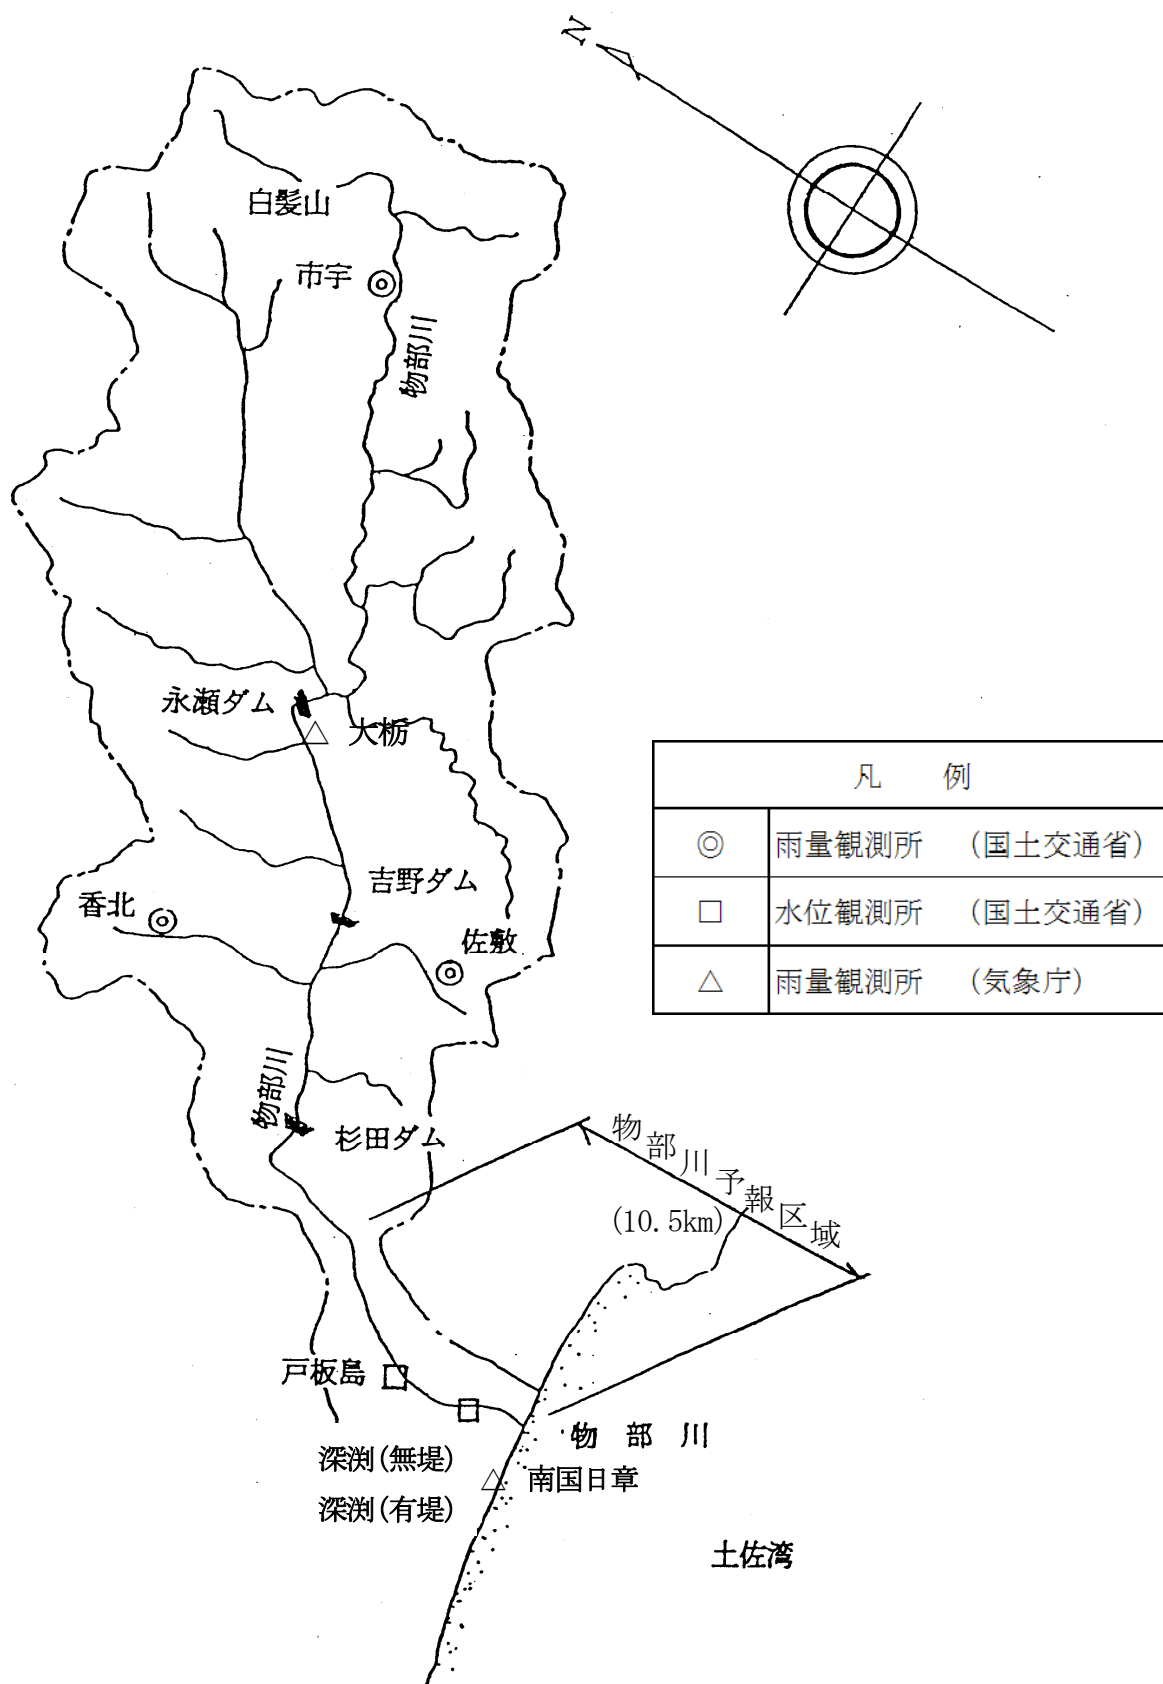 N
白髪山
市宇
物部川
永瀬ダム
大栃
凡 例
◎ 雨量観測所 （国土交通省）
□ 水位観測所 （国土交通省）
△ 雨量観測所 （気象庁）
吉野ダム
香北
佐敷
物部川
杉田ダム
物部川予報区域
(10.5km)
戸板島
物部川
深渕(無堤)
南国日章
深渕(有堤)
土佐湾